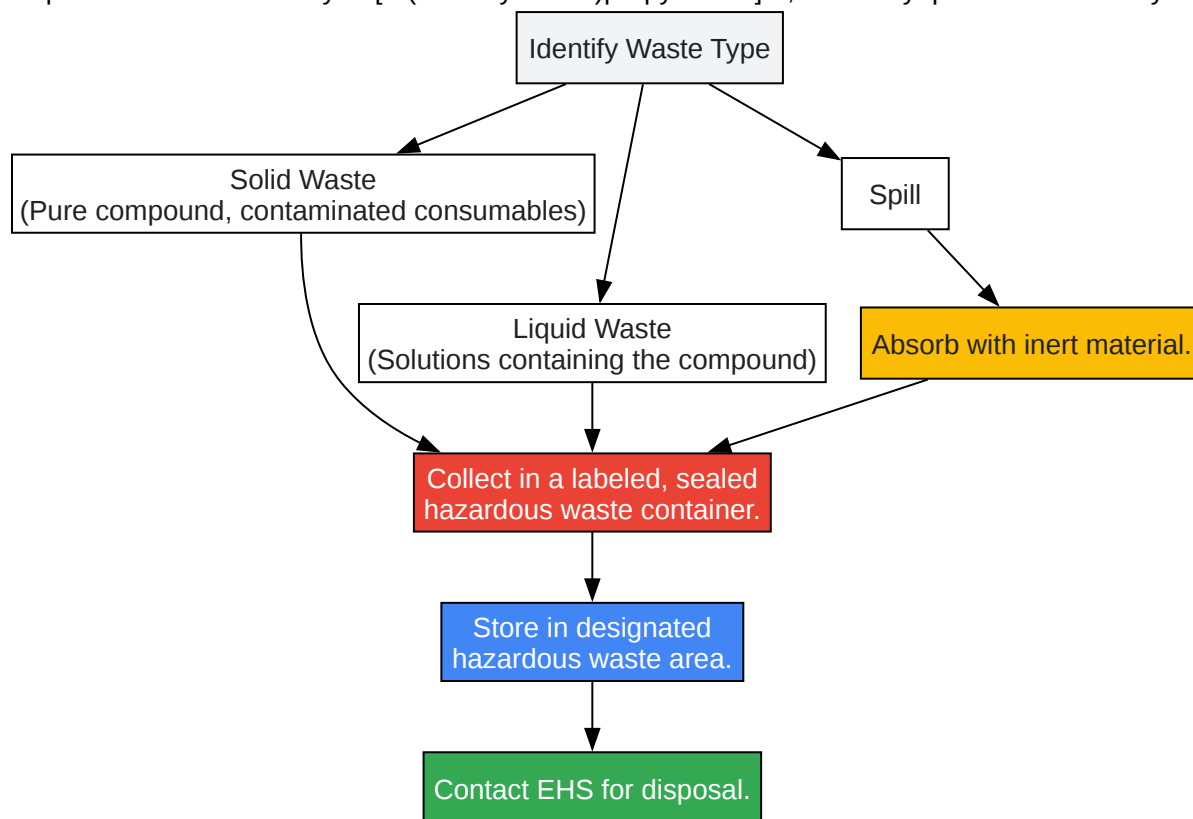 Identify Waste Type
Solid Waste
(Pure compound, contaminated consumables)
Spill
Liquid Waste
(Solutions containing the compound)
Absorb with inert material.
Collect in a labeled, sealed
hazardous waste container.
Store in designated
hazardous waste area.
Contact EHS for disposal.